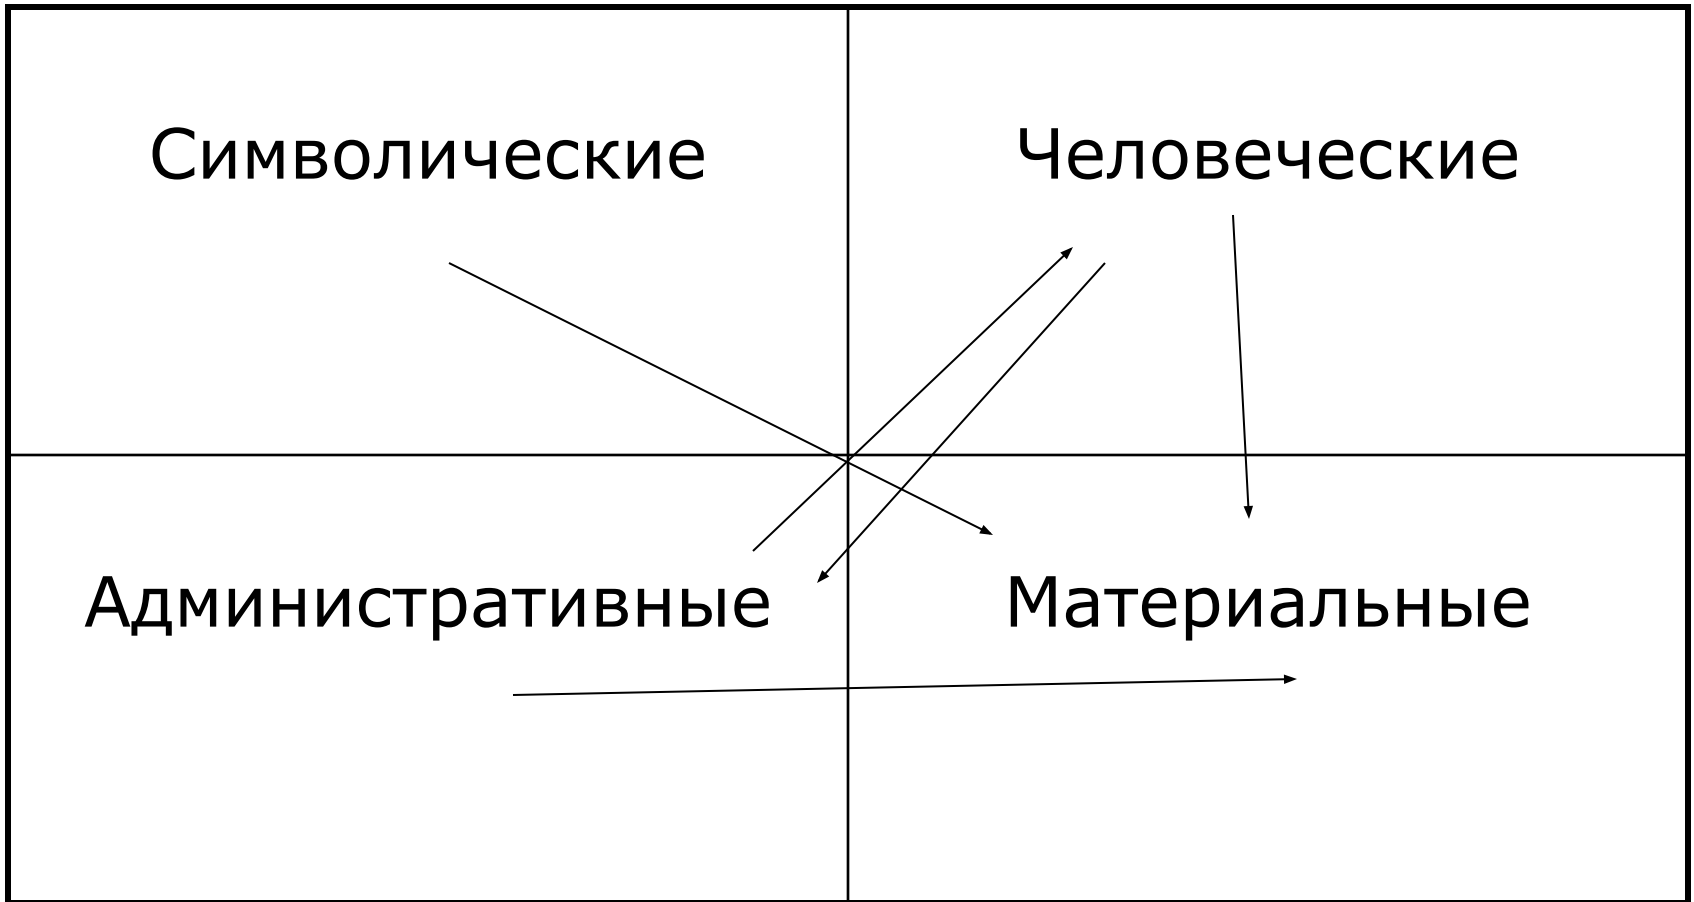 Символические
Человеческие
Административные
Материальные